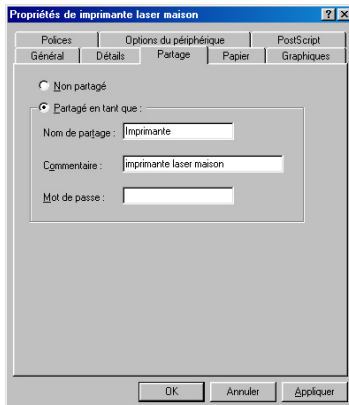 Propriétés de imprimante laser maison
Polices Options du périphérique PostScript
Général Détails Partage Papier Graphiques
Non partagé
Partagé en tant que :
Nom de partage : Imprimante
Commentaire : imprimante laser maison
Mot de passe :
OK Annuler Appliquer